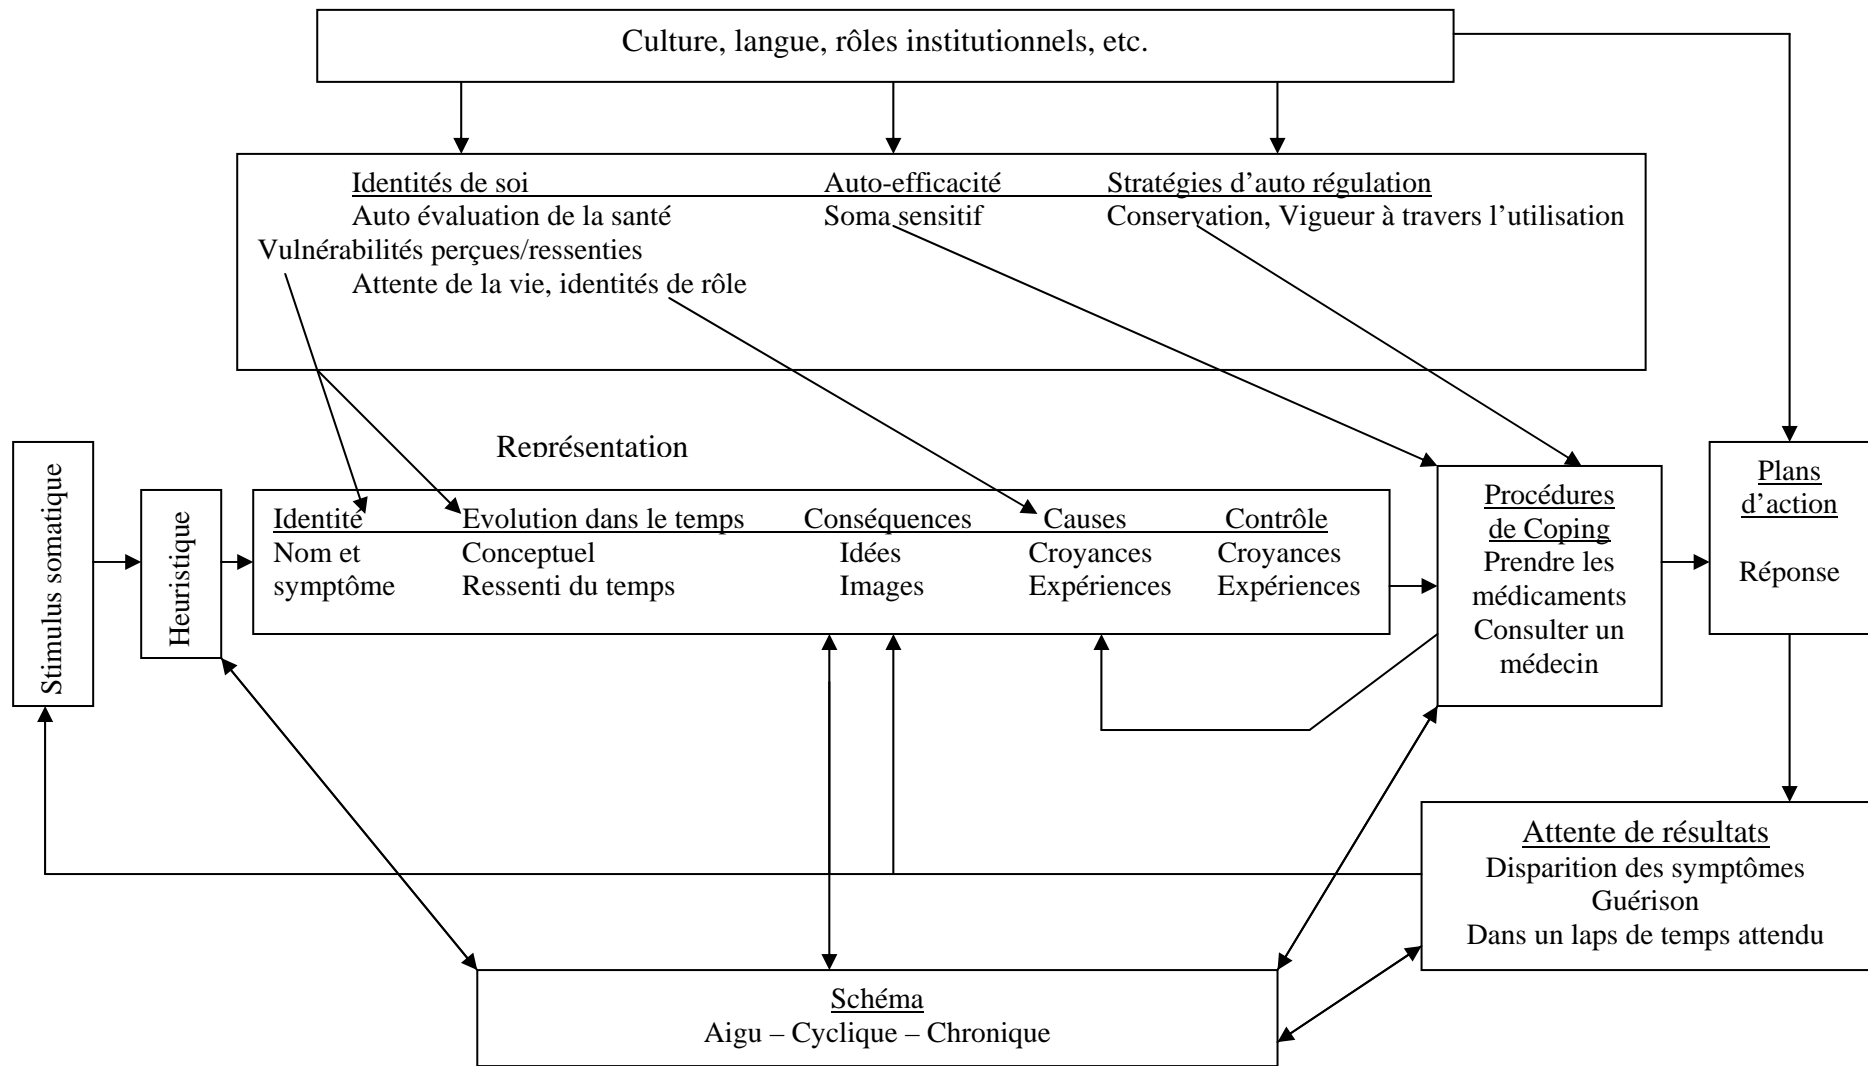 Culture, langue, rôles institutionnels, etc.
Identités de soi
Auto évaluation de la santé
Vulnérabilités perçues/ressenties
Attente de la vie, identités de rôle
Auto-efficacité
Soma sensitif
Stratégies d’auto régulation
Conservation, Vigueur à travers l’utilisation
Stimulus somatique
Heuristique
Représentation
Identité
Nom et
symptôme
Evolution dans le temps
Conceptuel
Ressenti du temps
Conséquences
Idées
Images
Causes
Croyances
Expériences
Contrôle
Croyances
Expériences
Procédures
de Coping
Prendre les
médicaments
Consulter un
médecin
Plans
d’action
Réponse
Attente de résultats
Disparition des symptômes
Guérison
Dans un laps de temps attendu
Schéma
Aigu – Cyclique – Chronique